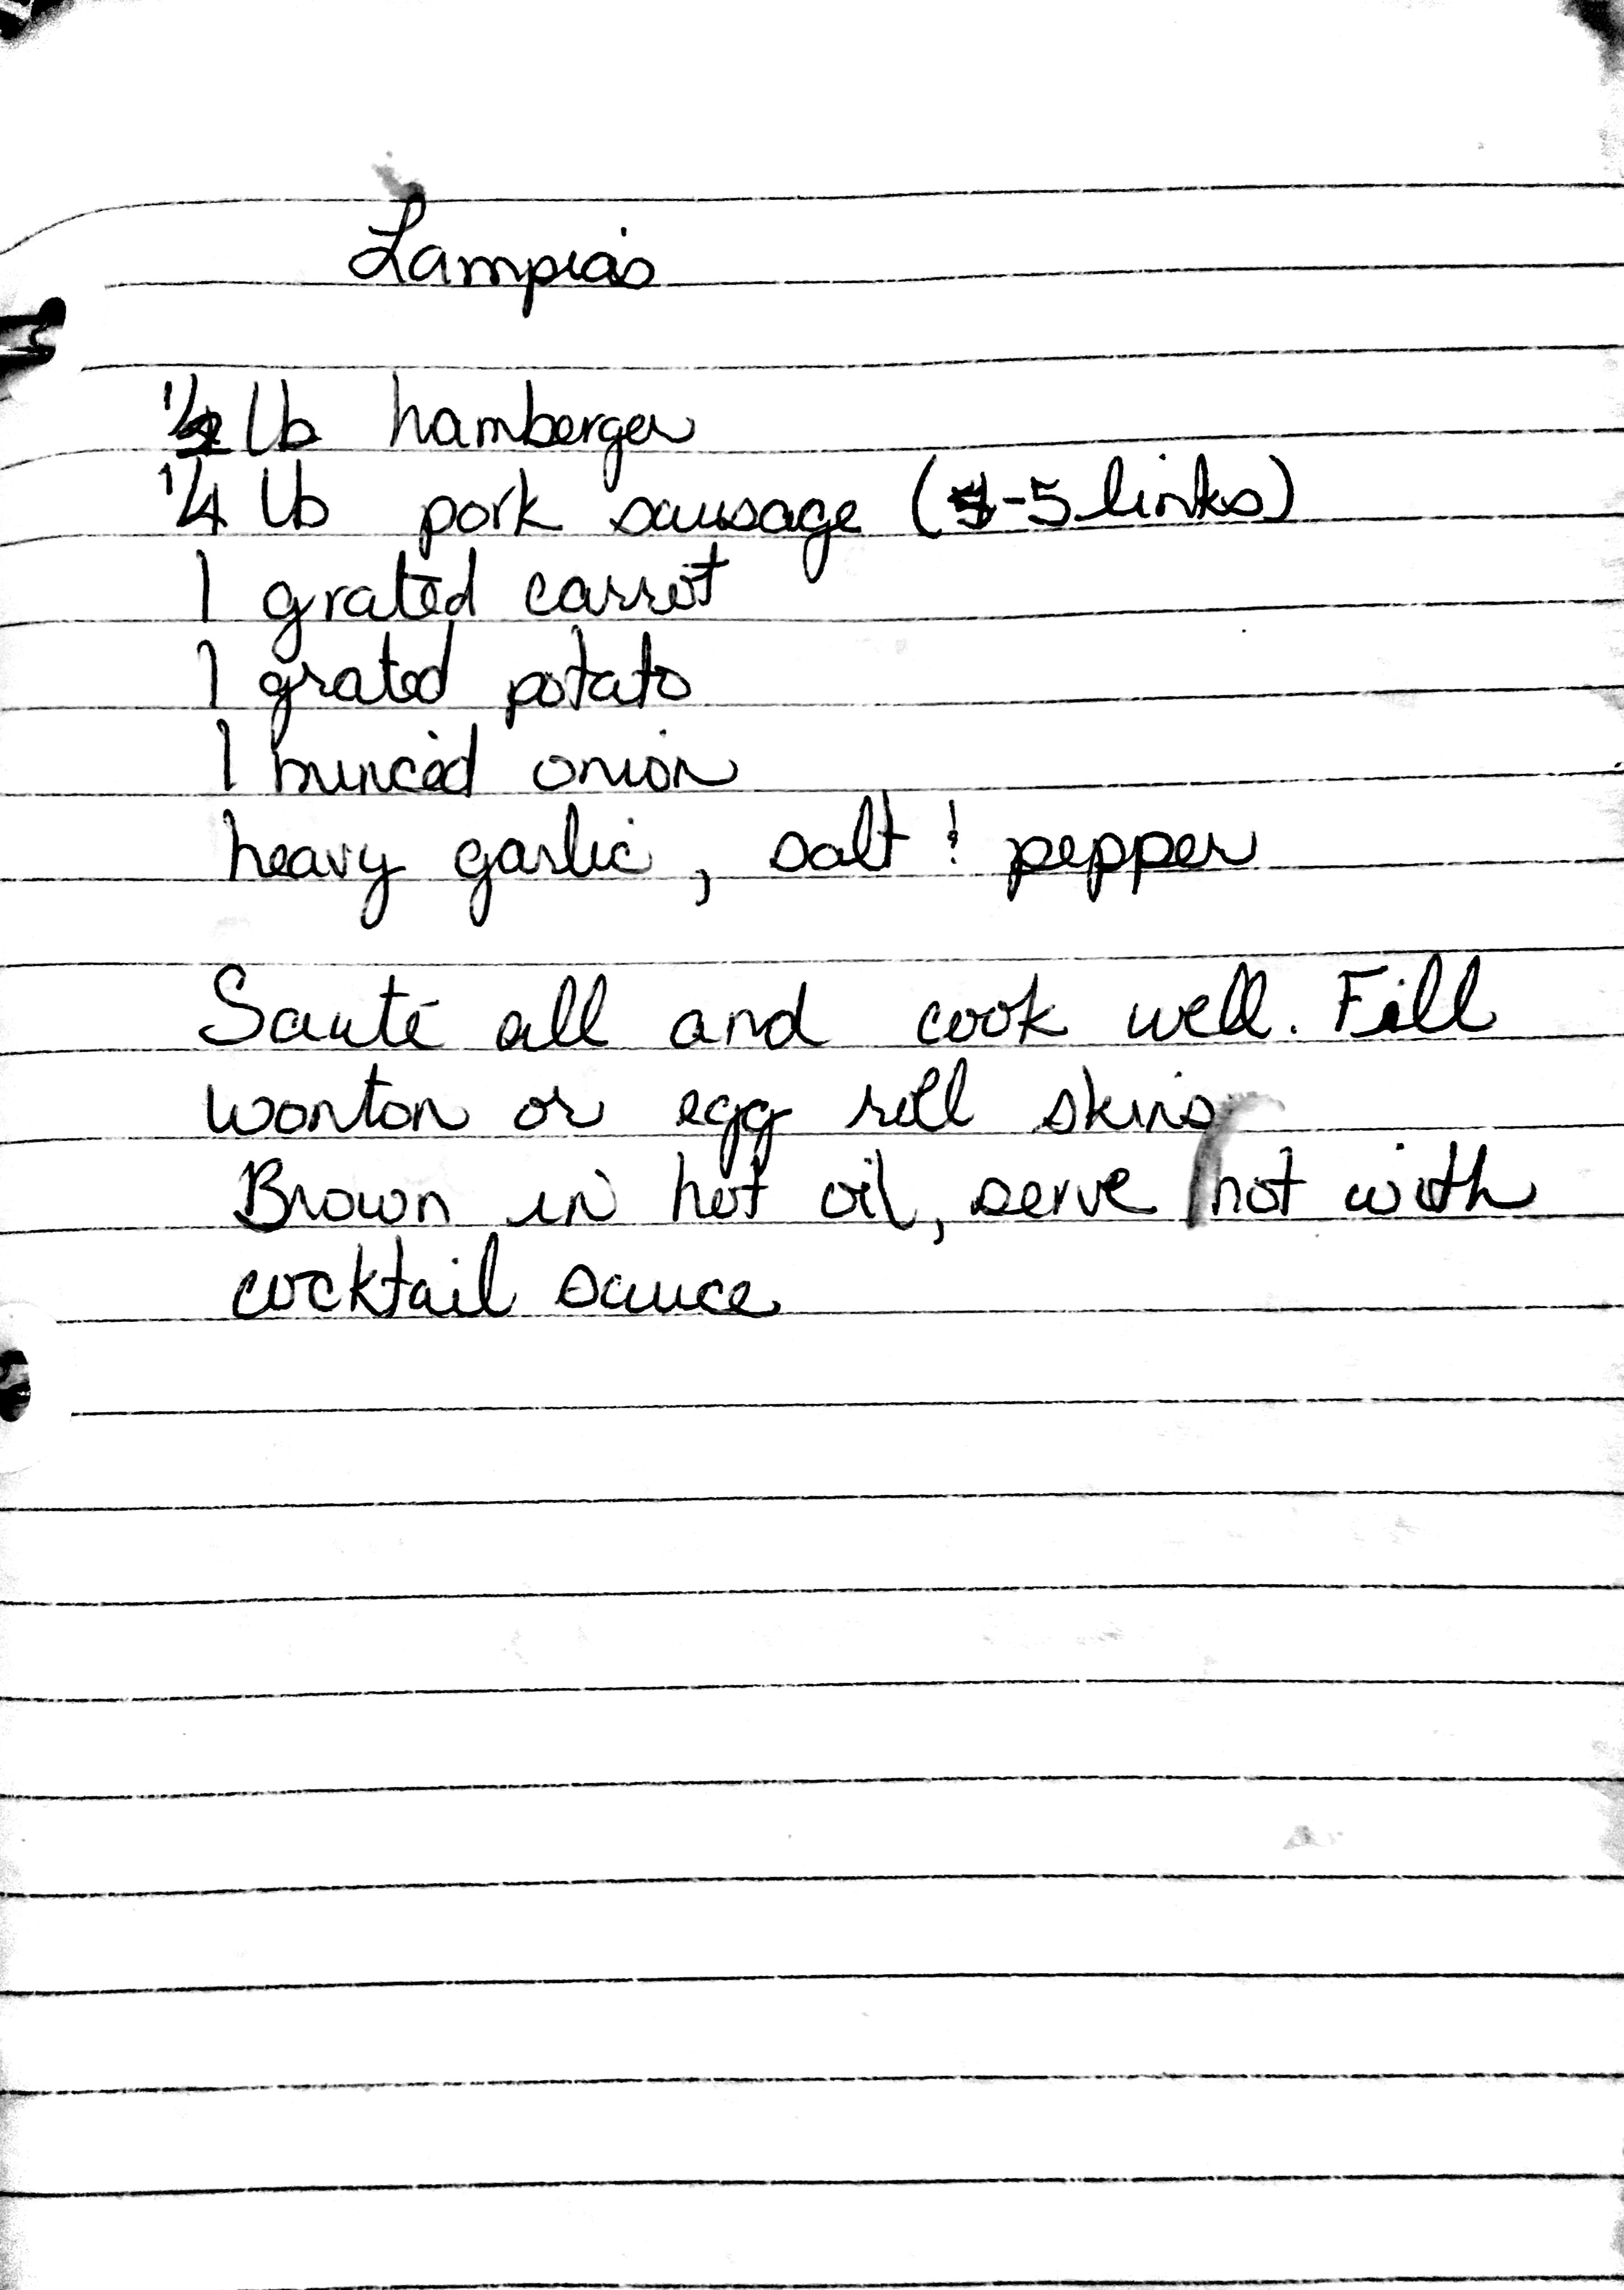 Lampias
1/2 lb hamberger
1/4 lb pork sausage (4-5 links)
1 grated carrot
1 grated potato
1 minced onion
heavy garlic, salt & pepper
Sauté all and cook well. Fill
wonton or egg roll skins
Brown in hot oil, serve hot with
cocktail sauce